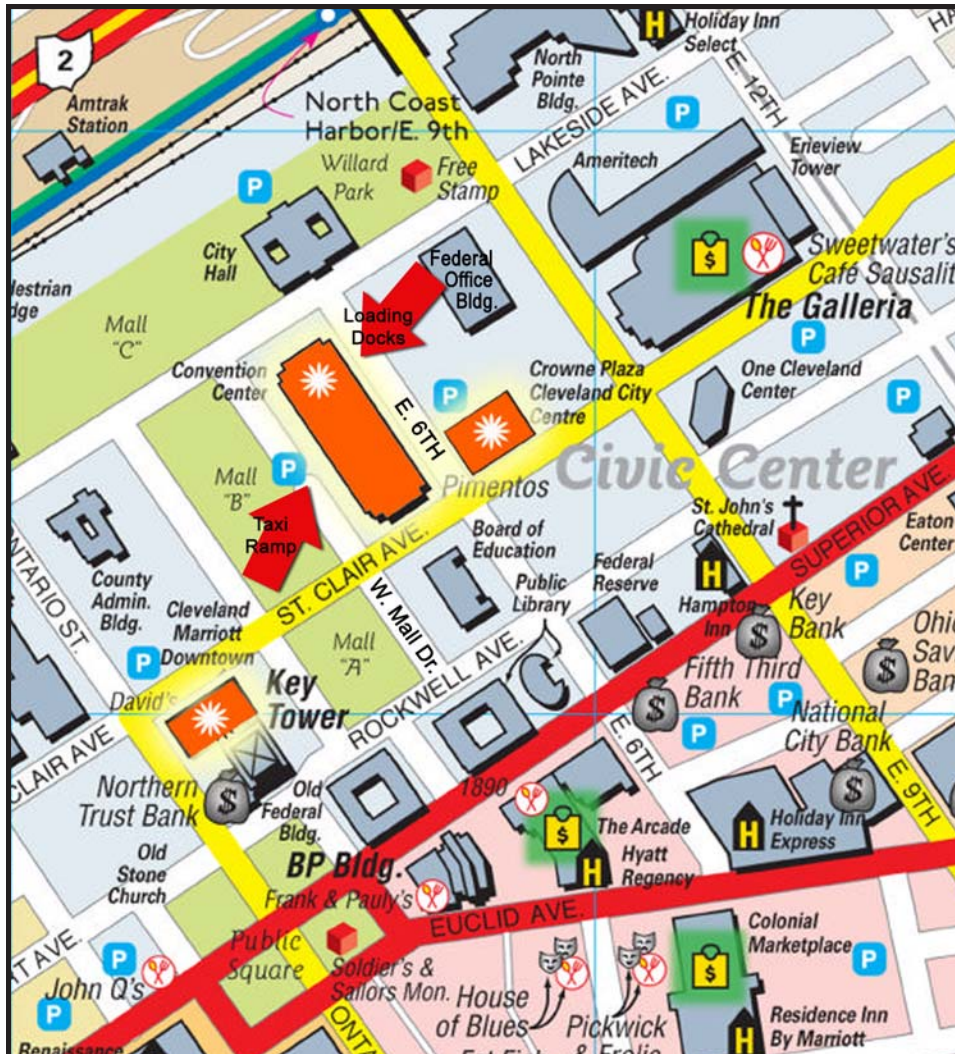 2
Amtrak
Station
North Coast
Harbor/E. 9th
Willard
Park
Free
Stamp
P
City
Hall
North
Pointe
Bldg.
H
Holiday Inn
Select
E. 12TH
LAKESIDE AVE.
P
Ameritech
Erieview
Tower
$
Sweetwater's
Café Sausalit
The Galleria
Federal
Office
Bldg.
Loading
Docks
Mall
"C"
Convention
Center
P
E. 6TH
Crowne Plaza
Cleveland City
Centre
P
One Cleveland
Center
P
Civic Center
Pimentos
Mall
"B"
P
Taxi
Ramp
ST. CLAIR AVE.
W. Mall Dr.
Board of
Education
Public
Library
Federal
Reserve
St. John's
Cathedral
H
Hampton
Inn
SUPERIOR AVE.
Eaton
Center
P
NTARIO ST.
County
Admin.
Bldg.
Cleveland
Marriott
Downtown
P
David's
Mall
"A"
Key
Tower
ROCKWELL AVE.
Key
Bank
$
Fifth Third
Bank
$
P
P
National
City Bank
$
Ohio
Sav
Ban
$
CLAIR AVE
Northern
Trust Bank
$
Old
Federal
Bldg.
Old
Stone
Church
1890
E. 6TH
E. 9TH
$
The Arcade
H
Hyatt
Regency
H
Holiday Inn
Express
BP Bldg.
Frank & Pauly's
EUCLID AVE.
Public
Square
Soldier's &
Sailors Mon.
P
John Q's
P
House
of Blues
Pickwick
& Frolic
Colonial
Marketplace
$
P
H
Residence Inn
By Marriott
ONTA
Renaissance